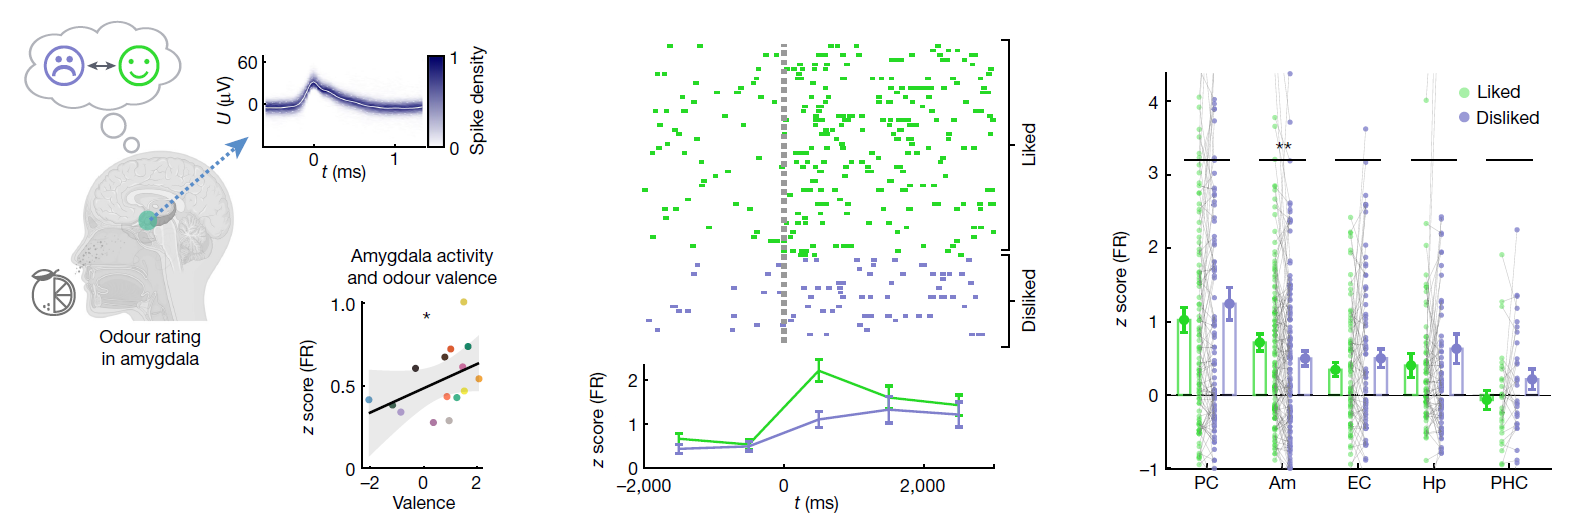 60
0
U (μV)
0
1
t (ms)
1
0
Spike density
Odour rating
in amygdala
Amygdala activity
and odour valence
1.0
0.5
0
*
z score (FR)
−2
0
2
Valence
Liked
Disliked
2
1
0
z score (FR)
−2,000
0
2,000
t (ms)
4
3
2
1
0
−1
z score (FR)
Liked
Disliked
**
PC
Am
EC
Hp
PHC